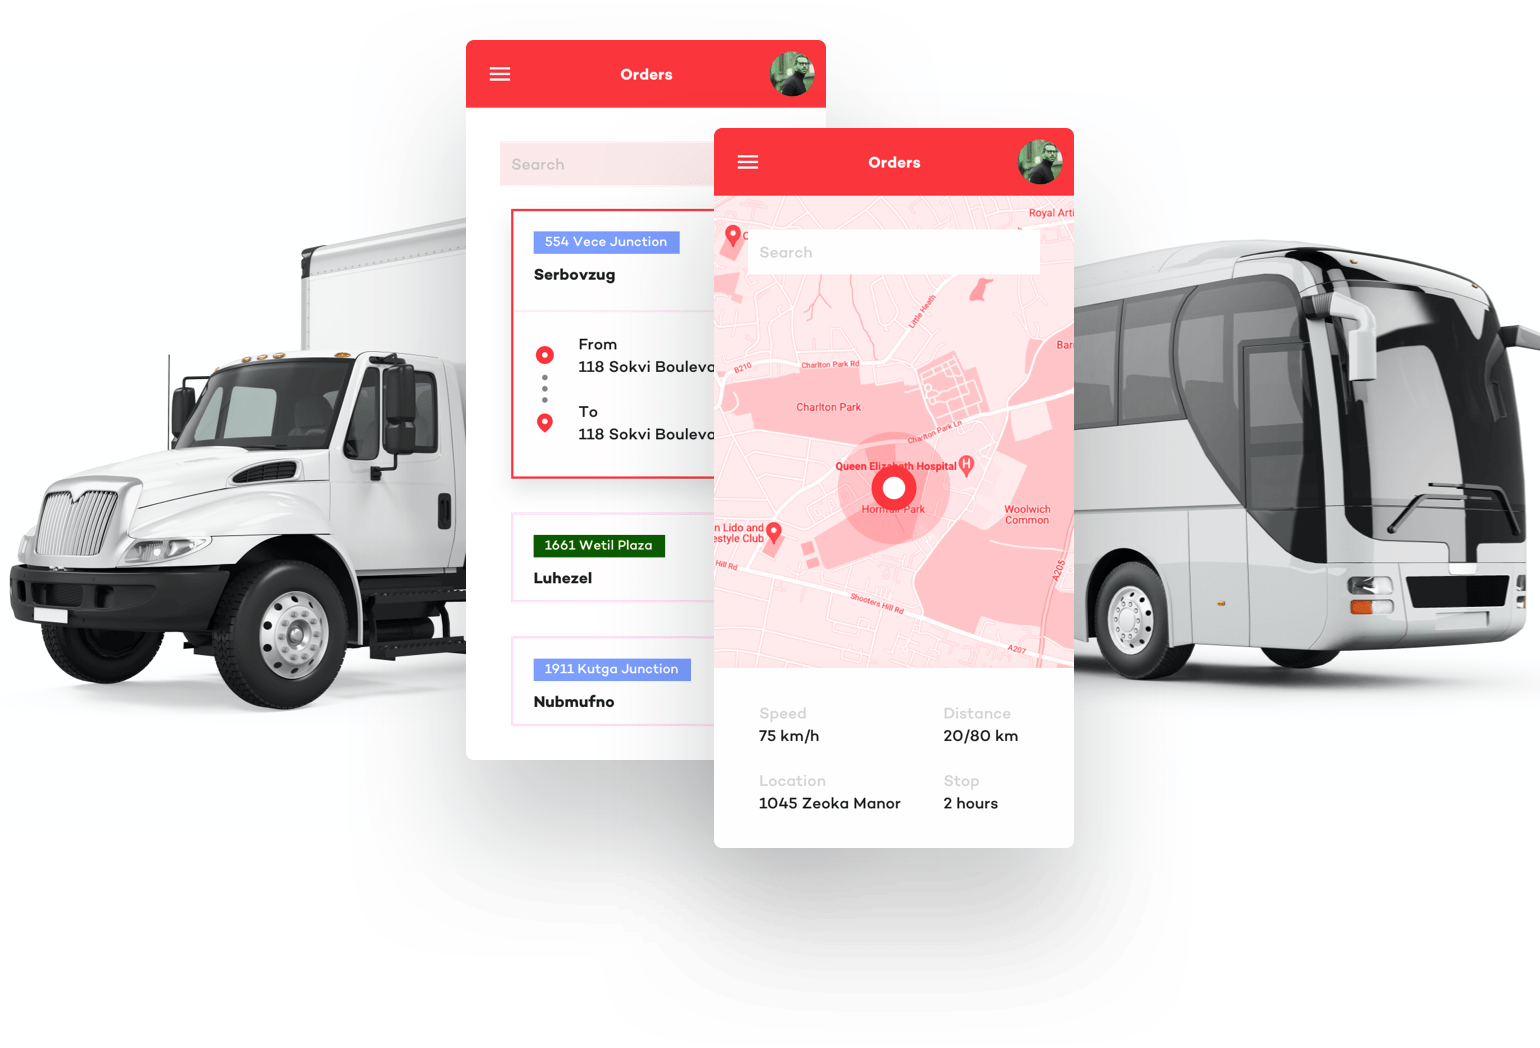 Orders
Search
554 Vece Junction
Serbovzug
From
118 Sokvi Bouleva
To
118 Sokvi Bouleva
1661 Wetil Plaza
Luhezel
1911 Kutga Junction
Nubmufno
Orders
Royal Arti
C
Search
Little Heath
Bar
B210
Charlton Park Rd
Charlton Park
Charlton Park Ln
Queen Elizabeth Hospital
H
Park
Woolwich
Common
n Lido and
estyle Club
Hill Rd
A205
Shooters Hill Rd
A207
Speed
75 km/h
Distance
20/80 km
Location
1045 Zeoka Manor
Stop
2 hours